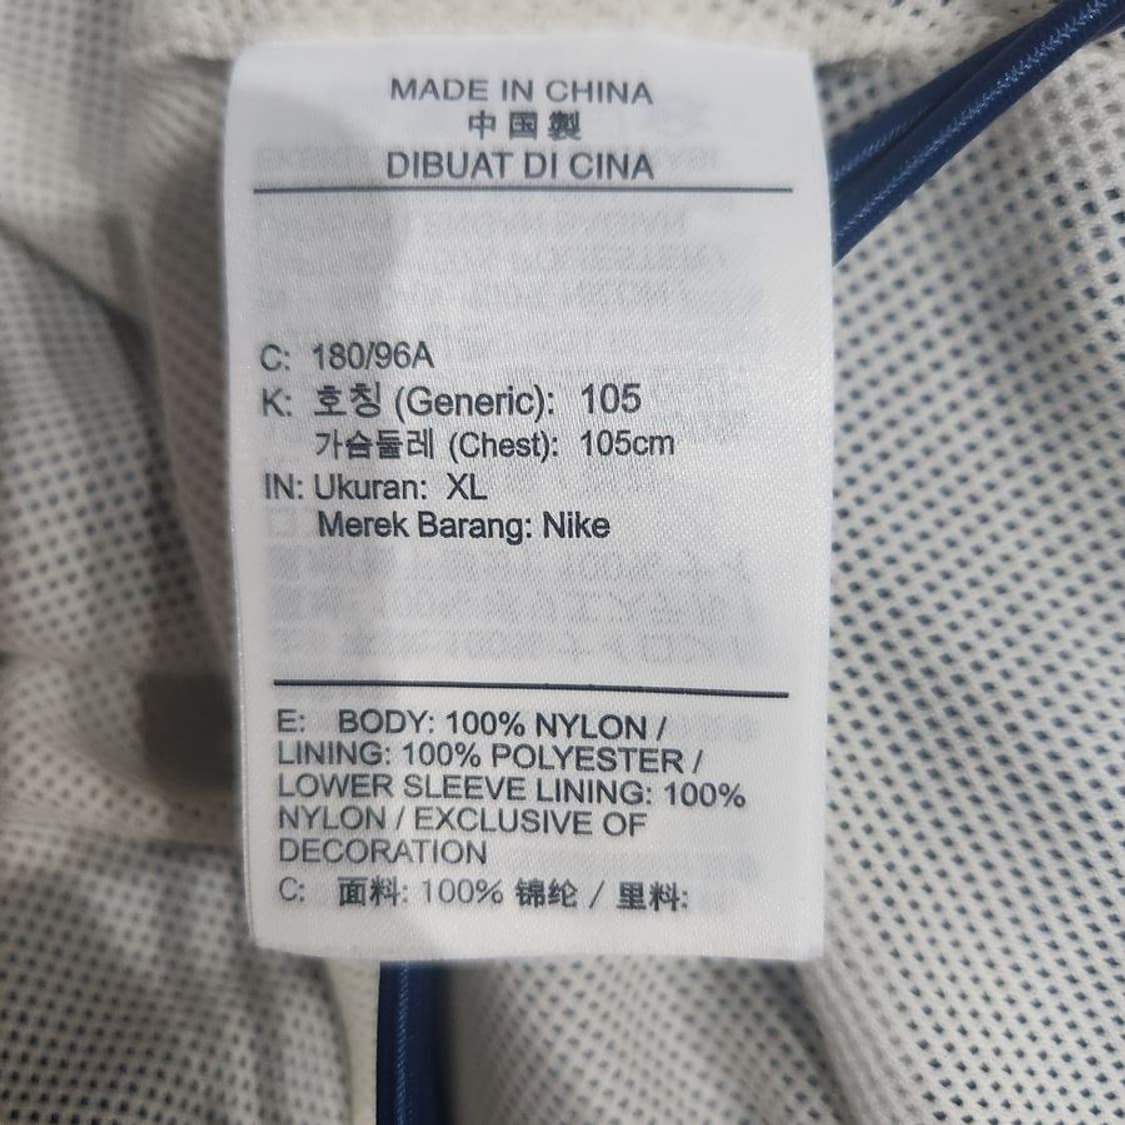 MADE IN CHINA
中国製
DIBUAT DI CINA
C: 180/96A
K: 호칭 (Generic): 105
가슴둘레 (Chest): 105cm
IN: Ukuran: XL
Merek Barang: Nike
E: BODY: 100% NYLON /
LINING: 100% POLYESTER /
LOWER SLEEVE LINING: 100%
NYLON / EXCLUSIVE OF
DECORATION
C: 面料: 100% 锦纶 / 里料: